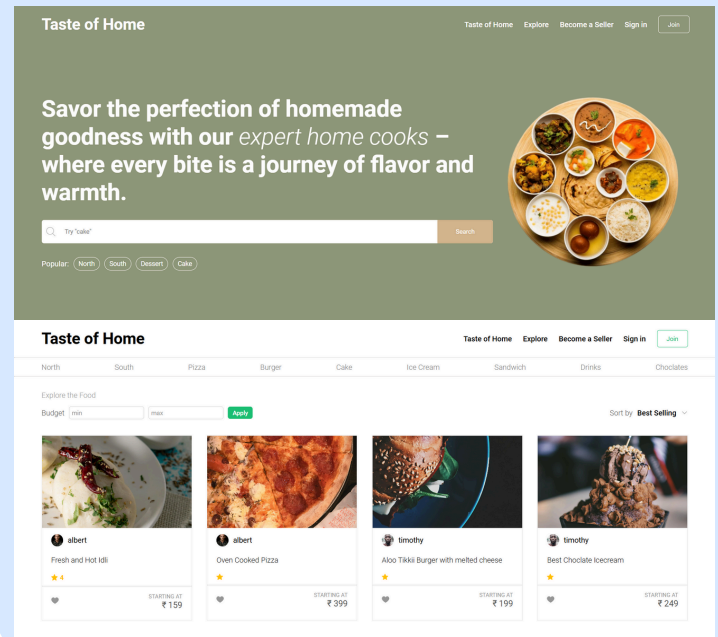 Taste of Home
Taste of Home Explore Become a Seller Sign in Join
Savor the perfection of homemade
goodness with our expert home cooks –
where every bite is a journey of flavor and
warmth.
Try "cake" Search
Popular: North South Dessert Cake
Taste of Home
Taste of Home Explore Become a Seller Sign in Join
North South Pizza Burger Cake Ice Cream Sandwich Drinks Choclates
Explore the Food
Budget min max Apply Sort by Best Selling
albert albert timothy timothy
Fresh and Hot Idli Oven Cooked Pizza Aloo Tikkii Burger with melted cheese Best Choclate Icecream
4
STARTING AT STARTING AT STARTING AT STARTING AT
₹ 159 ₹ 399 ₹ 199 ₹ 249